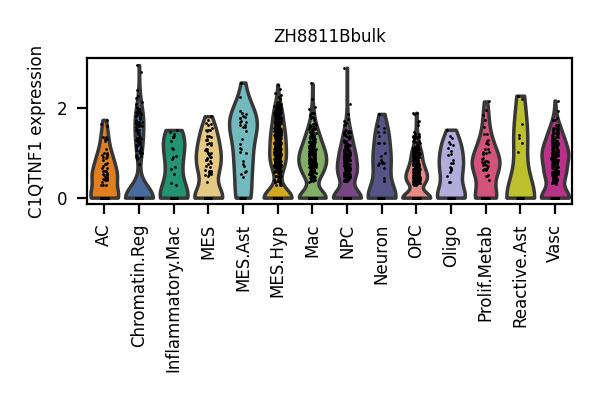 ZH8811Bbulk
C1QTNF1 expression
2
0
AC
Chromatin.Reg
Inflammatory.Mac
MES
MES.Ast
MES.Hyp
Mac
NPC
Neuron
OPC
Oligo
Prolif.Metab
Reactive.Ast
Vasc